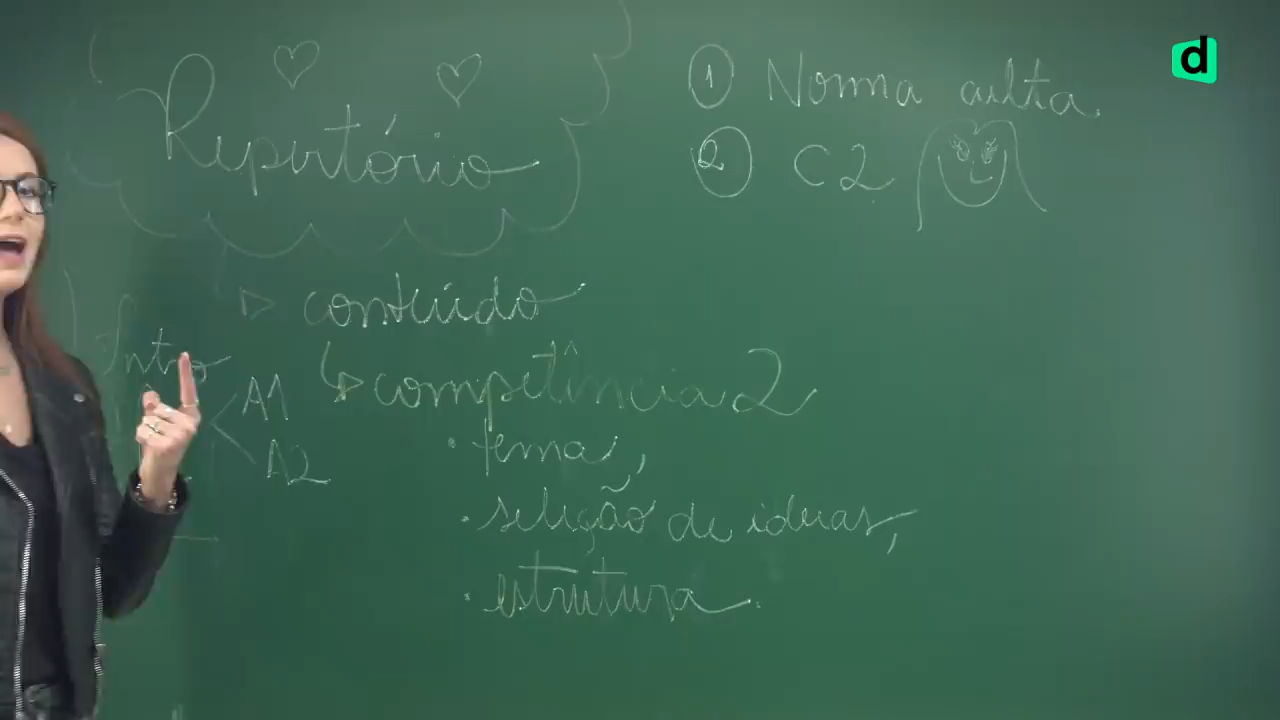 Repertório
▷ conteúdo
Intro
A1
A2
↳ competência 2
• tema,
• seleção de ideias,
• estrutura.
① Norma culta.
② C2
d